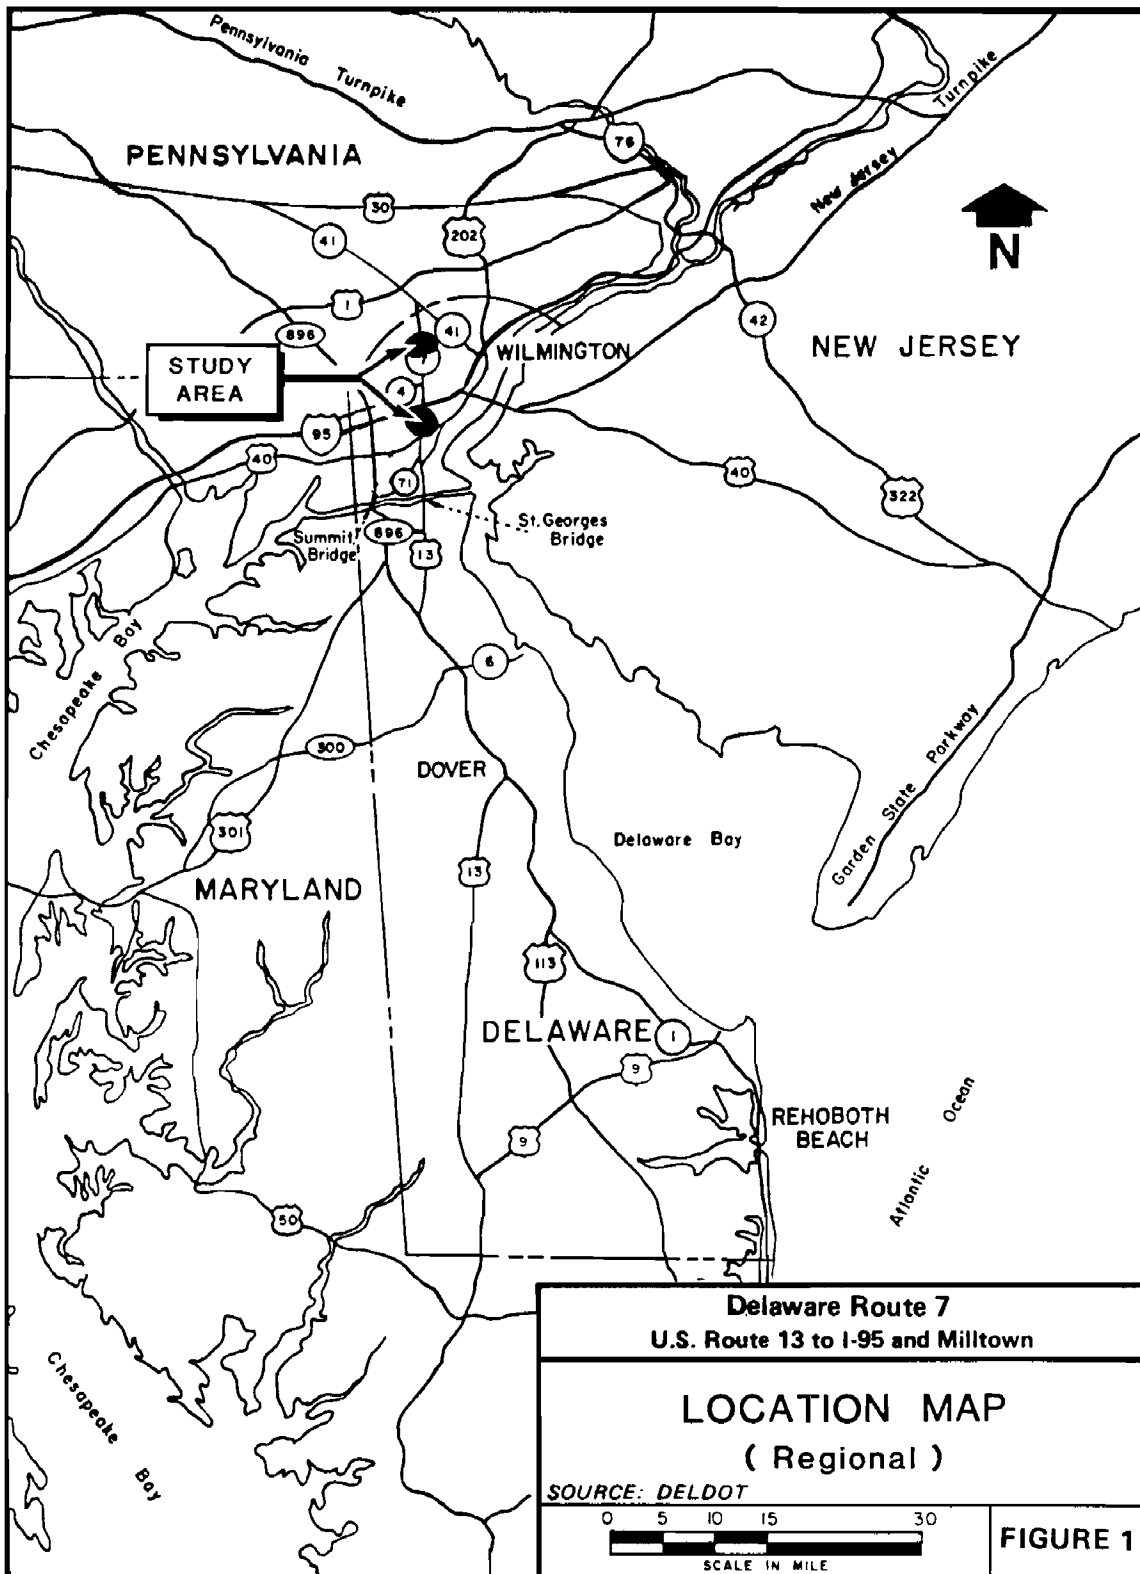 Pennsylvania Turnpike
Turnpike
New Jersey
PENNSYLVANIA
76
30
41
202
N
1
896
41
42
WILMINGTON
NEW JERSEY
STUDY
AREA
7
4
95
40
71
40
322
St. Georges
Bridge
Summit
Bridge
896
13
Chesapeake Bay
6
300
DOVER
Garden State Parkway
301
Delaware Bay
13
MARYLAND
113
DELAWARE
1
9
REHOBOTH
BEACH
9
Atlantic Ocean
50
Chesapeake Bay
Delaware Route 7
U.S. Route 13 to I-95 and Milltown
LOCATION MAP
( Regional )
SOURCE: DELDOT
0 5 10 15 30
SCALE IN MILE
FIGURE 1